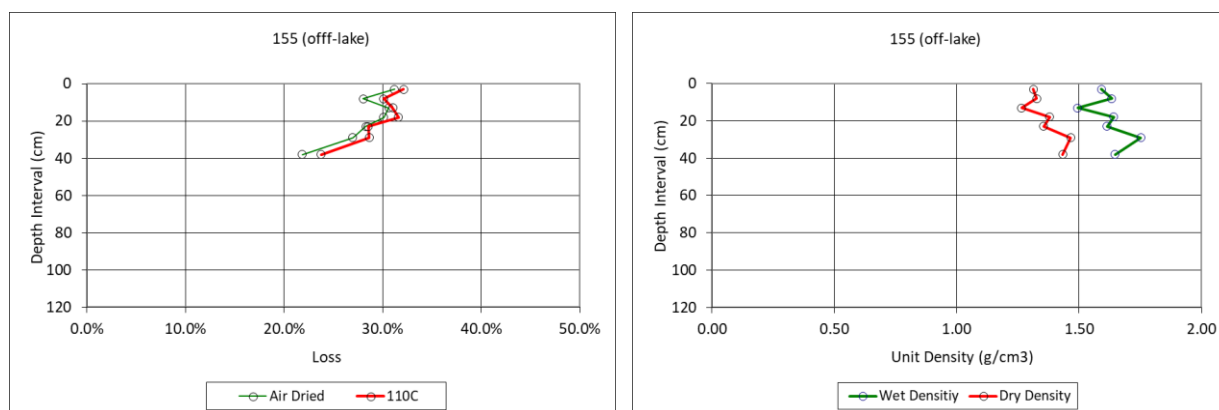 155 (offf-lake)
Depth Interval (cm)
0
20
40
60
80
100
120
0.0%
10.0%
20.0%
30.0%
40.0%
50.0%
Loss
Air Dried
110C
155 (off-lake)
Depth Interval (cm)
0
20
40
60
80
100
120
0.00
0.50
1.00
1.50
2.00
Unit Density (g/cm3)
Wet Densitiy
Dry Density